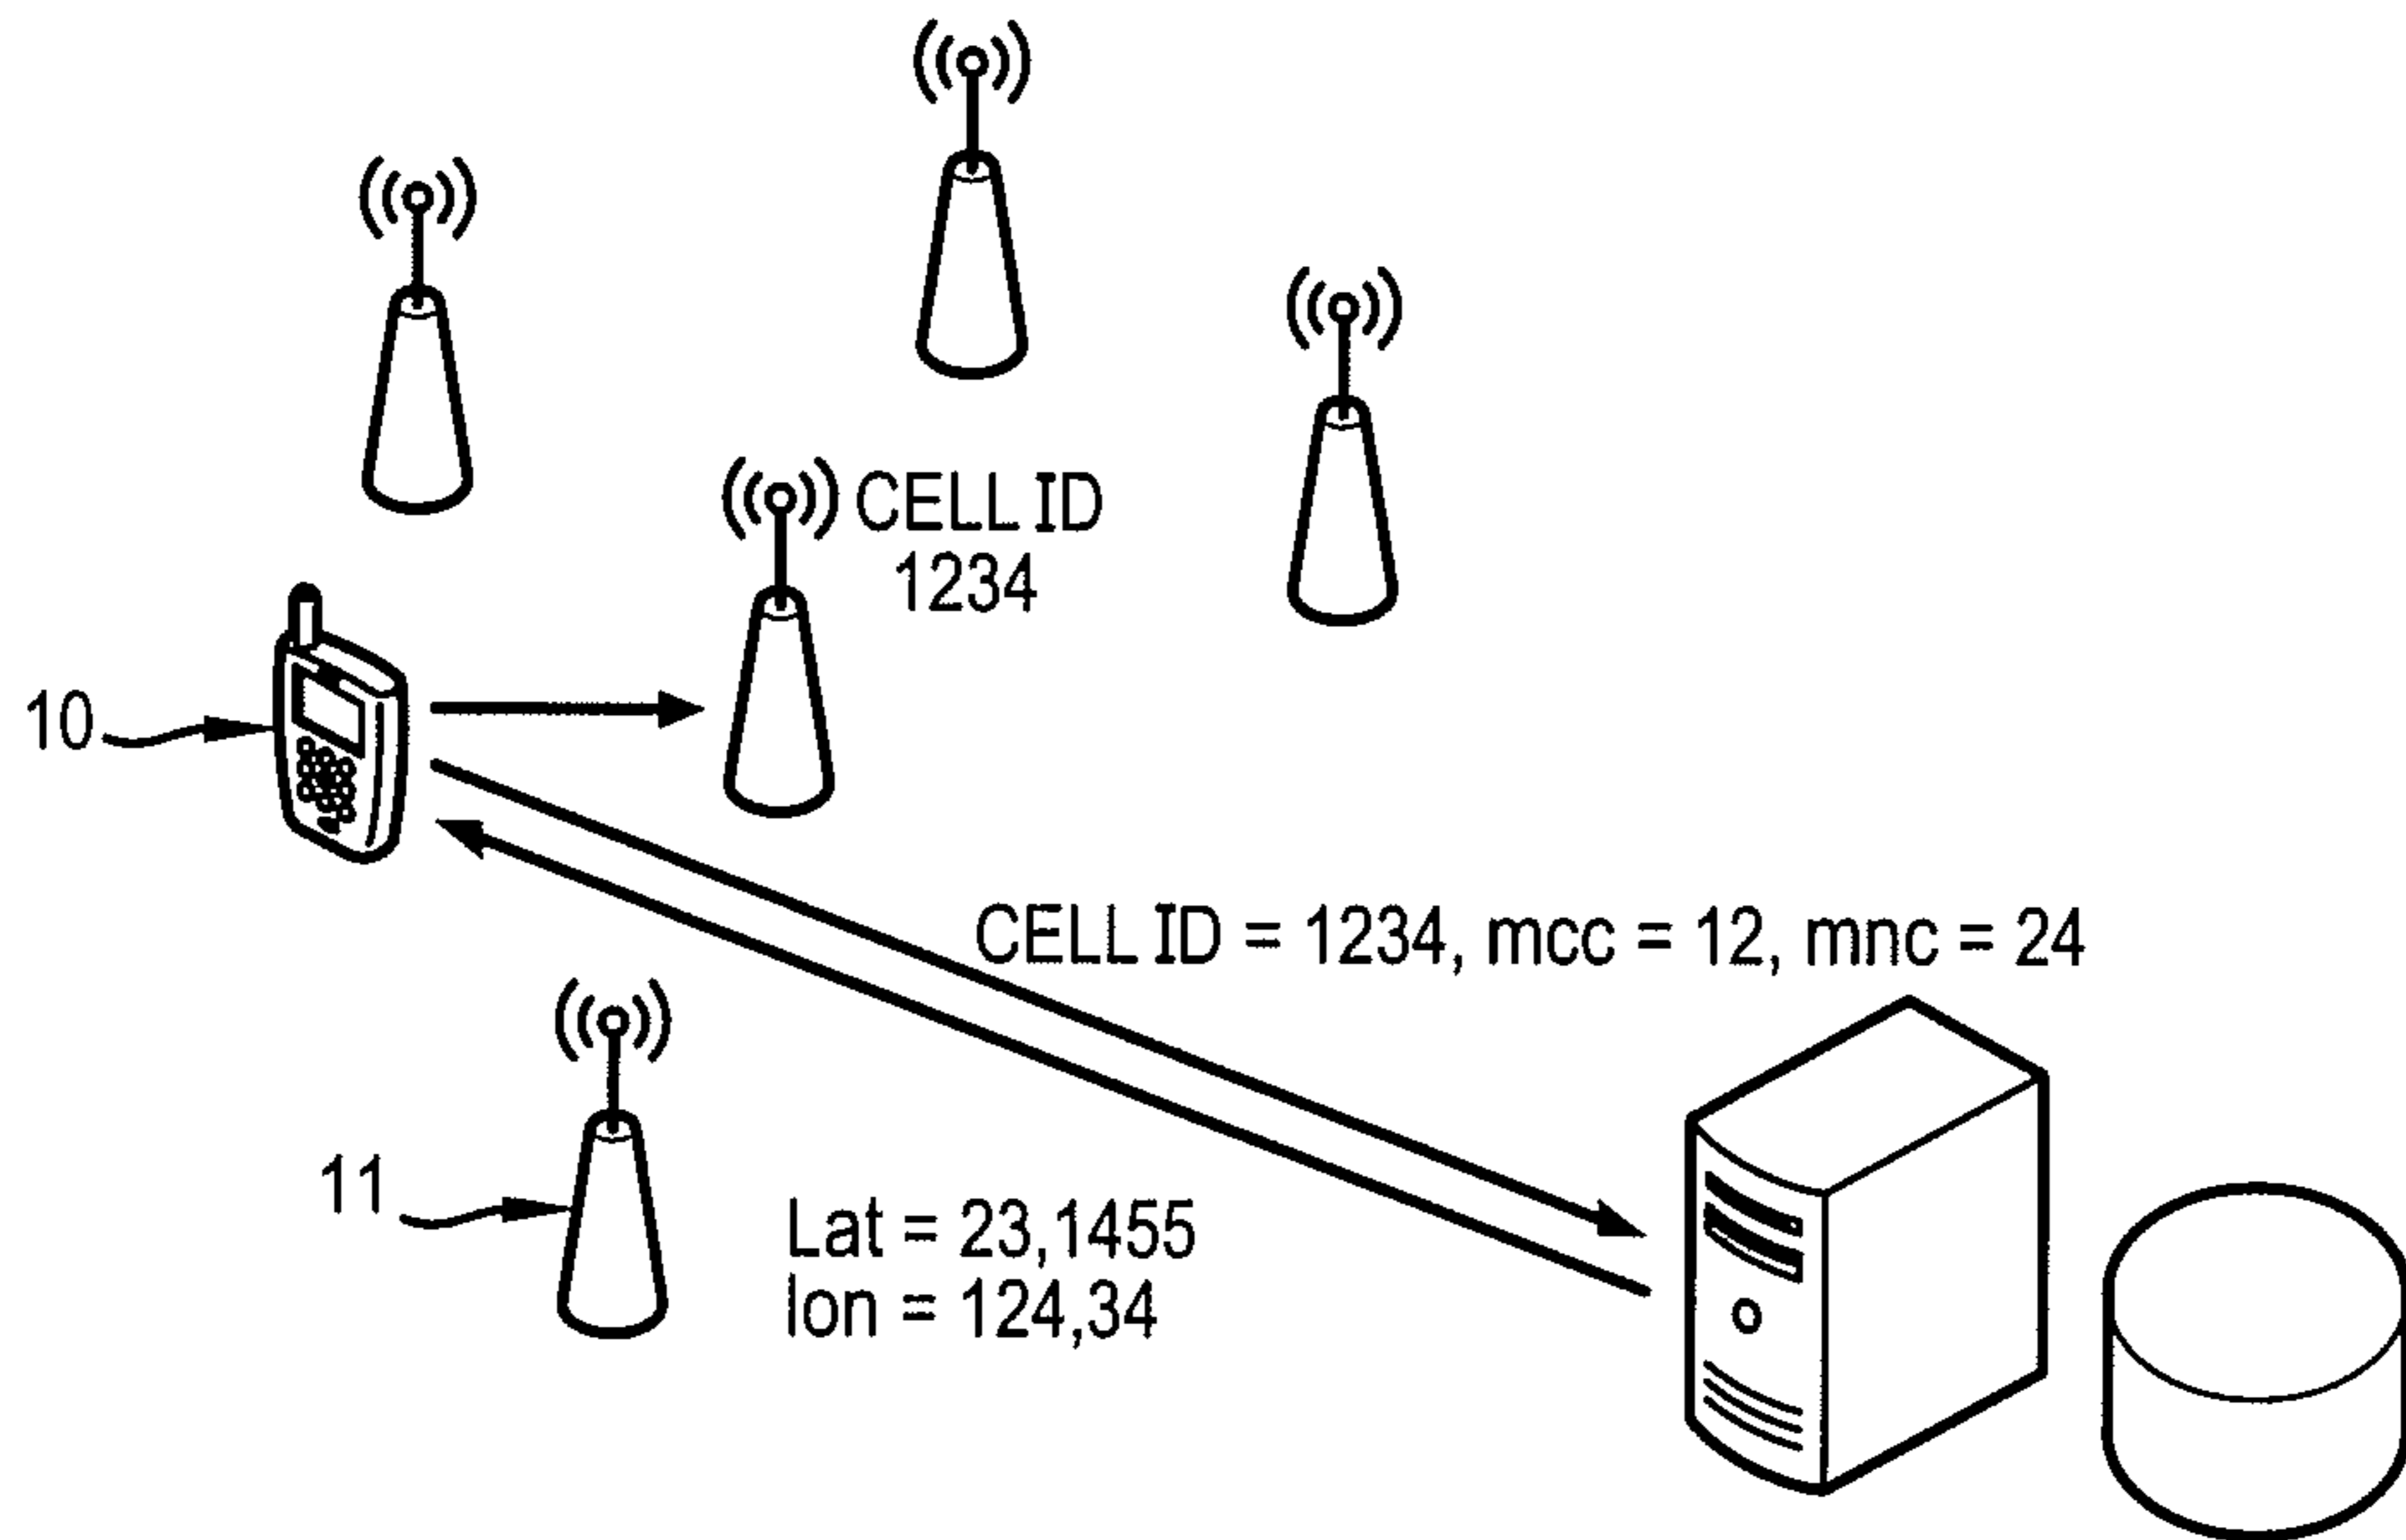 CELL ID
1234
10
CELL ID = 1234, mcc = 12, mnc = 24
11
Lat = 23,1455
lon = 124,34